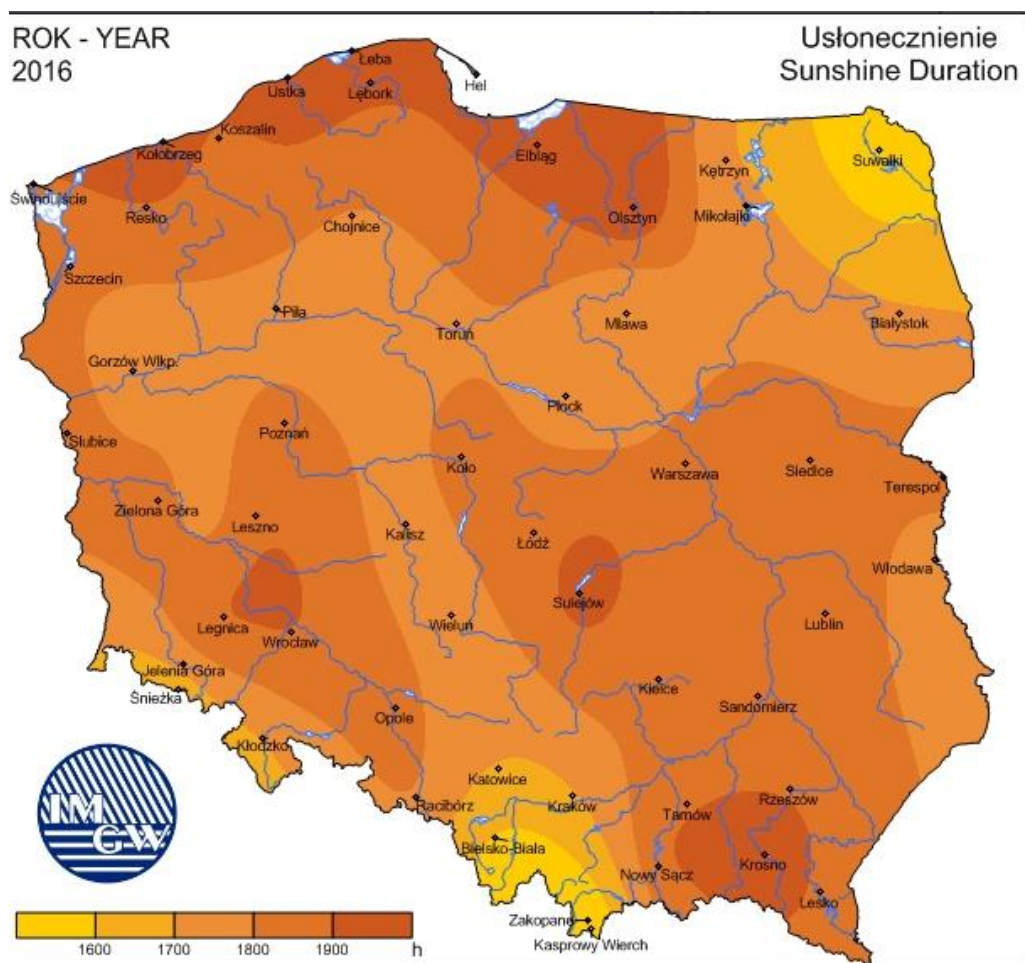 ROK - YEAR
2016
Usłonecznienie
Sunshine Duration
Łeba
Ustka
Lębork
Hel
Koszalin
Kołobrzeg
Elbląg
Suwałki
Kętrzyn
Świnoujście
Resko
Chojnice
Olsztyn
Mikołajki
Szczecin
Piła
Toruń
Mława
Białystok
Gorzów Wlkp.
Płock
Słubice
Poznań
Koło
Warszawa
Siedlce
Terespol
Zielona Góra
Leszno
Kalisz
Łódź
Włodawa
Sulejów
Legnica
Wrocław
Wieluń
Lublin
Jelenia Góra
Śnieżka
Kielce
Sandomierz
Opole
Kłodzko
Katowice
Racibórz
Kraków
Tarnów
Rzeszów
Bielsko-Biała
Nowy Sącz
Krosno
Lesko
Zakopane
Kasprowy Wierch
IM
GW
1600 1700 1800 1900 h